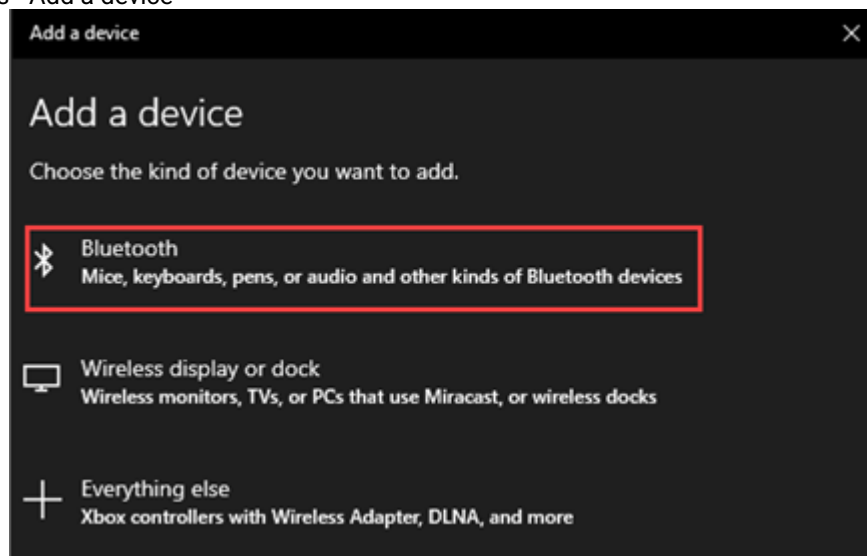 Add a device
Add a device
Add a device
Choose the kind of device you want to add.
Bluetooth
Mice, keyboards, pens, or audio and other kinds of Bluetooth devices
Wireless display or dock
Wireless monitors, TVs, or PCs that use Miracast, or wireless docks
Everything else
Xbox controllers with Wireless Adapter, DLNA, and more